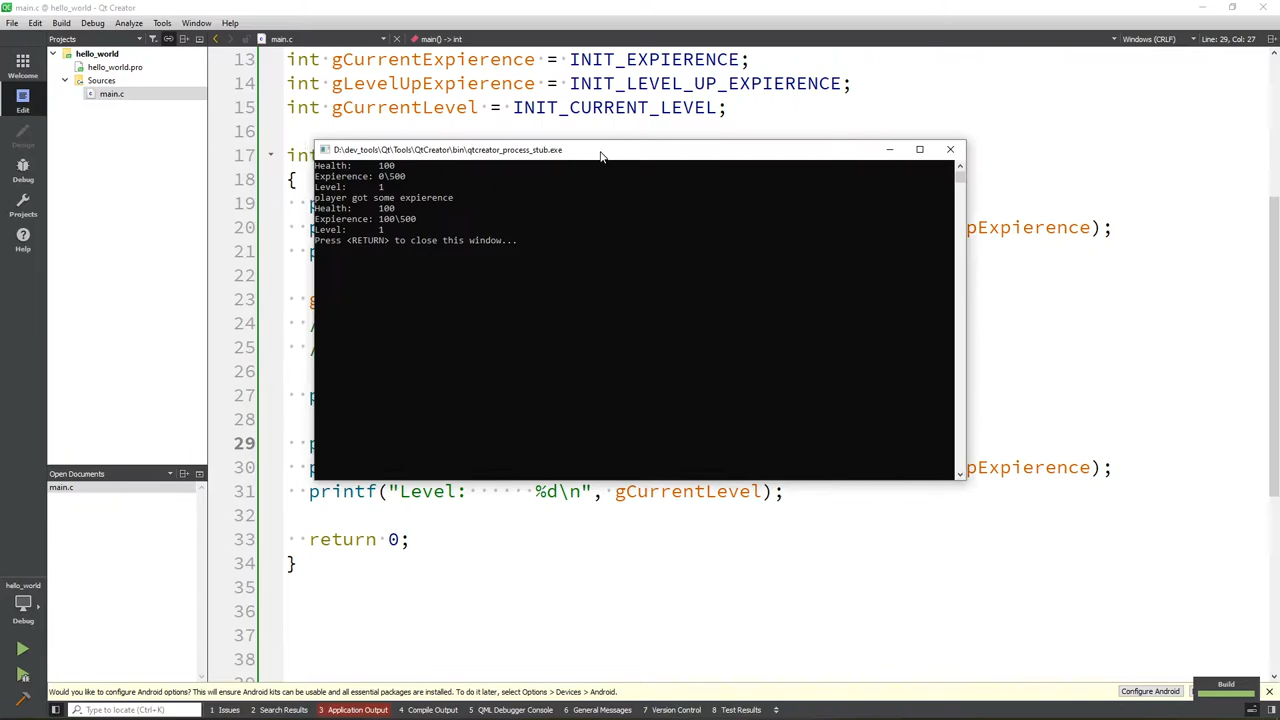 main.c @ hello_world - Qt Creator
File Edit Build Debug Analyze Tools Window Help
Projects
main.c
main() -> int
Windows (CRLF)
Line: 29, Col: 27
hello_world
hello_world.pro
Sources
main.c
Welcome
Edit
Design
Debug
Projects
Help
13 int gCurrentExpierence = INIT_EXPIERENCE;
14 int gLevelUpExpierence = INIT_LEVEL_UP_EXPIERENCE;
15 int gCurrentLevel = INIT_CURRENT_LEVEL;
16
17 in
18 {
19 p
20 p pExpierence);
21 p
22
23 g
24 /
25 /
26
27 p
28
29 p
30 p pExpierence);
31 printf("Level:      %d\n", gCurrentLevel);
32
33 return 0;
34 }
35
36
37
38
D:\dev_tools\Qt\Tools\QtCreator\bin\qtcreator_process_stub.exe
Health: 100
Expierence: 0\500
Level: 1
player got some expierence
Health: 100
Expierence: 100\500
Level: 1
Press <RETURN> to close this window...
Open Documents
main.c
hello_world
Debug
Would you like to configure Android options? This will ensure Android kits can be usable and all essential packages are installed. To do it later, select Options > Devices > Android.
Configure Android
Build
Type to locate (Ctrl+K)
1 Issues
2 Search Results
3 Application Output
4 Compile Output
5 QML Debugger Console
6 General Messages
7 Version Control
8 Test Results